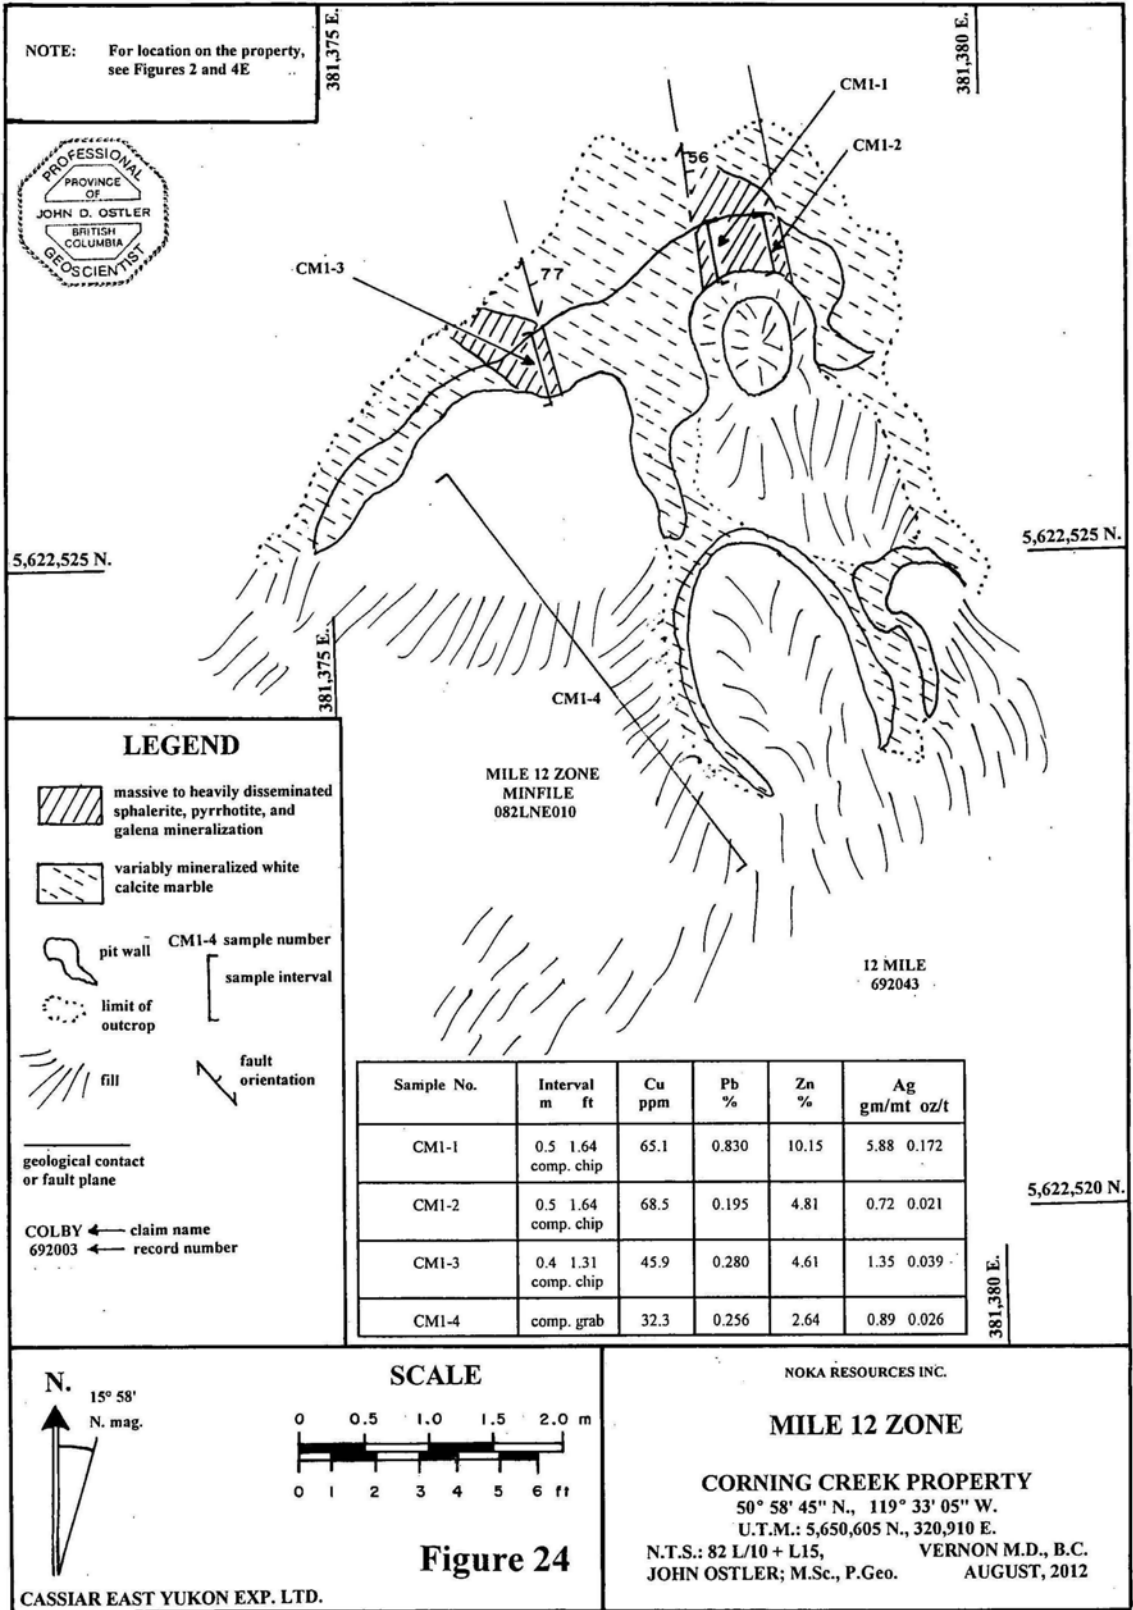 NOTE: For location on the property,
see Figures 2 and 4E
381,375 E.
381,380 E.
PROFESSIONAL
PROVINCE
OF
JOHN D. OSTLER
BRITISH
COLUMBIA
GEOSCIENTIST
CM1-1
CM1-2
56
CM1-3
77
5,622,525 N.
5,622,525 N.
381,375 E.
CM1-4
MILE 12 ZONE
MINFILE
082LNE010
12 MILE
692043
LEGEND
massive to heavily disseminated
sphalerite, pyrrhotite, and
galena mineralization
variably mineralized white
calcite marble
pit wall
CM1-4 sample number
sample interval
limit of
outcrop
fill
fault
orientation
geological contact
or fault plane
COLBY claim name
692003 record number
Sample No. Interval Cu Pb Zn Ag
m ft ppm % % gm/mt oz/t
CM1-1 0.5 1.64 65.1 0.830 10.15 5.88 0.172
comp. chip
CM1-2 0.5 1.64 68.5 0.195 4.81 0.72 0.021
comp. chip
CM1-3 0.4 1.31 45.9 0.280 4.61 1.35 0.039
comp. chip
CM1-4 comp. grab 32.3 0.256 2.64 0.89 0.026
5,622,520 N.
381,380 E.
N.
15° 58'
N. mag.
SCALE
0 0.5 1.0 1.5 2.0 m
0 1 2 3 4 5 6 ft
Figure 24
CASSIAR EAST YUKON EXP. LTD.
NOKA RESOURCES INC.
MILE 12 ZONE
CORNING CREEK PROPERTY
50° 58' 45" N., 119° 33' 05" W.
U.T.M.: 5,650,605 N., 320,910 E.
N.T.S.: 82 L/10 + L15, VERNON M.D., B.C.
JOHN OSTLER; M.Sc., P.Geo. AUGUST, 2012